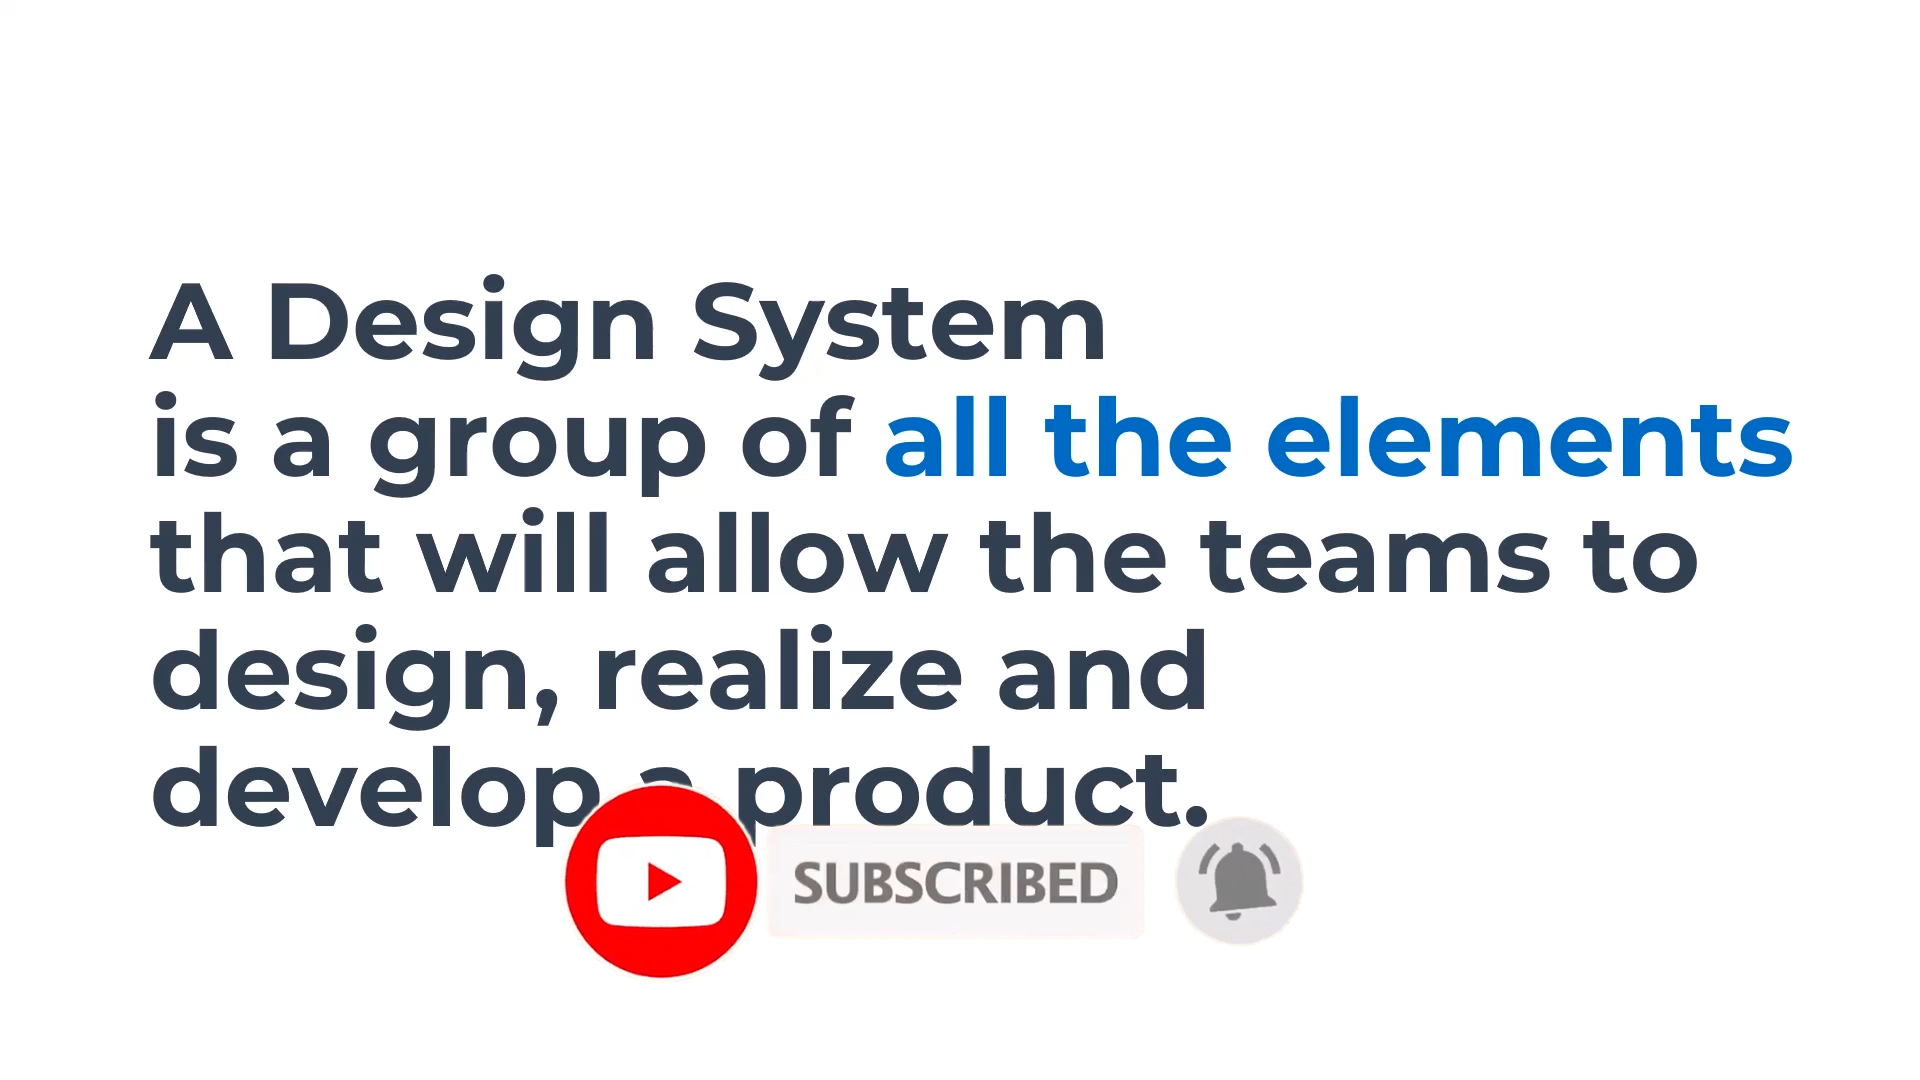 A Design System
is a group of all the elements
that will allow the teams to
design, realize and
develop a product.
SUBSCRIBED